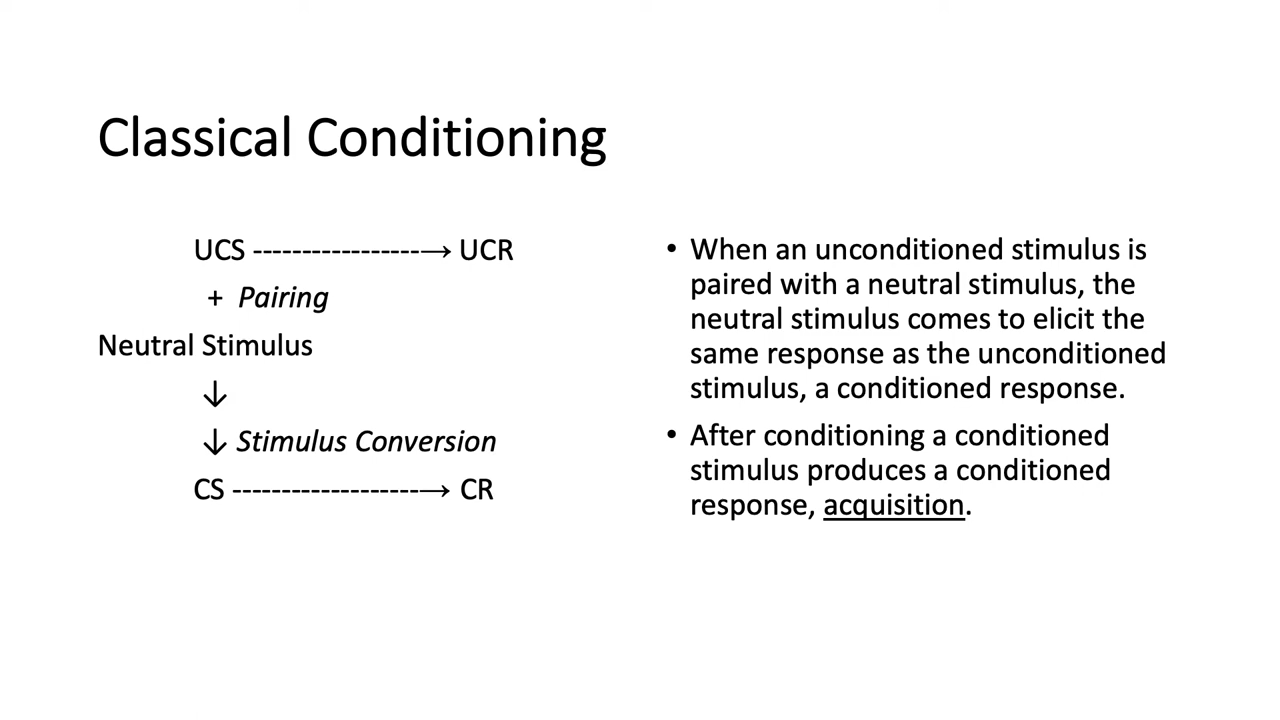 Classical Conditioning
UCS ------------------→ UCR
+ Pairing
Neutral Stimulus
↓
↓ Stimulus Conversion
CS -------------------→ CR
• When an unconditioned stimulus is
paired with a neutral stimulus, the
neutral stimulus comes to elicit the
same response as the unconditioned
stimulus, a conditioned response.
• After conditioning a conditioned
stimulus produces a conditioned
response, acquisition.